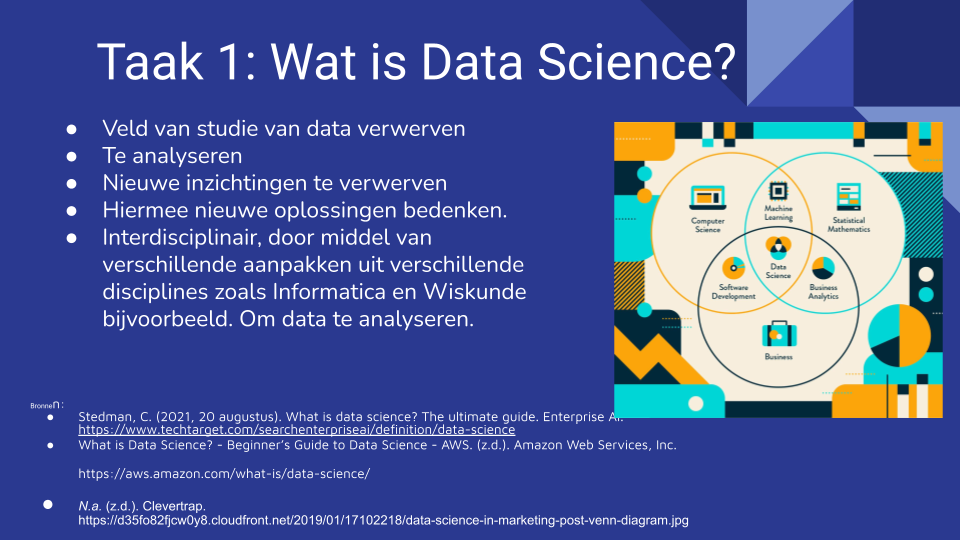 Taak 1: Wat is Data Science?
● Veld van studie van data verwerven
● Te analyseren
● Nieuwe inzichtingen te verwerven
● Hiermee nieuwe oplossingen bedenken.
● Interdisciplinair, door middel van
verschillende aanpakken uit verschillende
disciplines zoals Informatica en Wiskunde
bijvoorbeeld. Om data te analyseren.
Computer
Science
Machine
Learning
Statistical
Mathematics
Data
Science
Software
Development
Business
Analytics
Business
Bronnen:
● Stedman, C. (2021, 20 augustus). What is data science? The ultimate guide. Enterprise AI.
https://www.techtarget.com/searchenterpriseai/definition/data-science
● What is Data Science? - Beginner’s Guide to Data Science - AWS. (z.d.). Amazon Web Services, Inc.
https://aws.amazon.com/what-is/data-science/
● N.a. (z.d.). Clevertrap.
https://d35fo82fjcw0y8.cloudfront.net/2019/01/17102218/data-science-in-marketing-post-venn-diagram.jpg